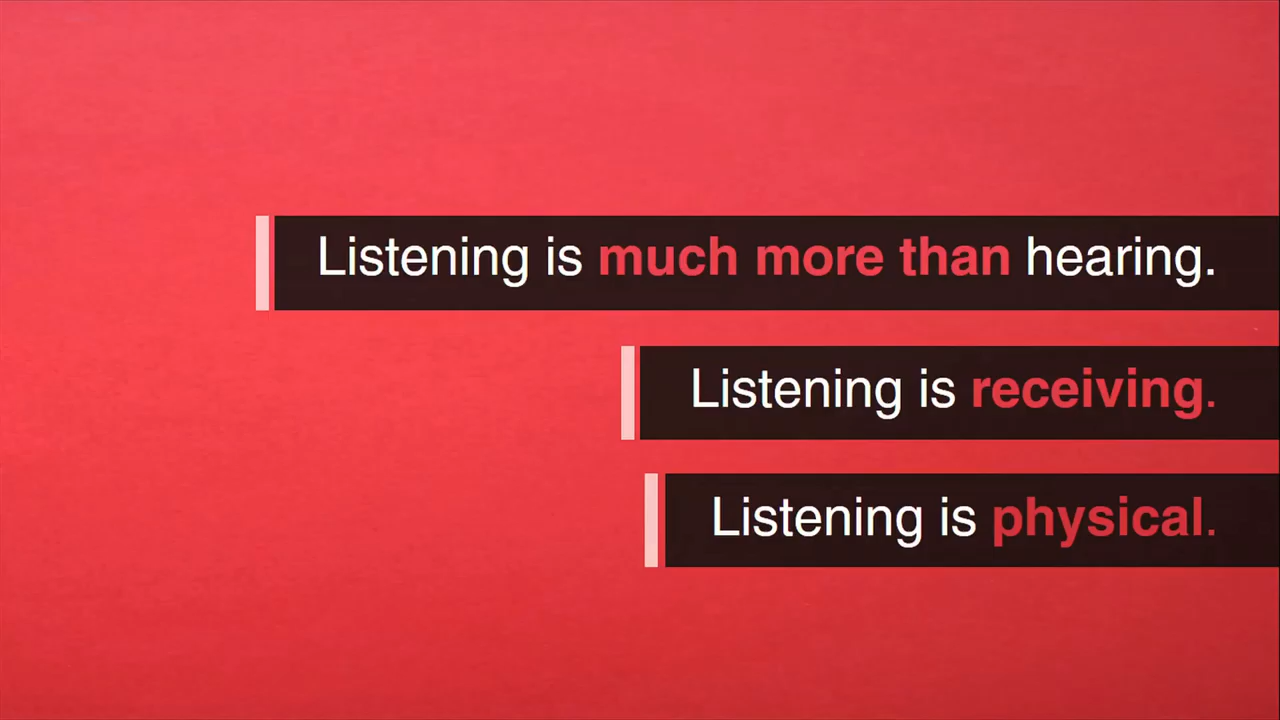 Listening is much more than hearing.
Listening is receiving.
Listening is physical.